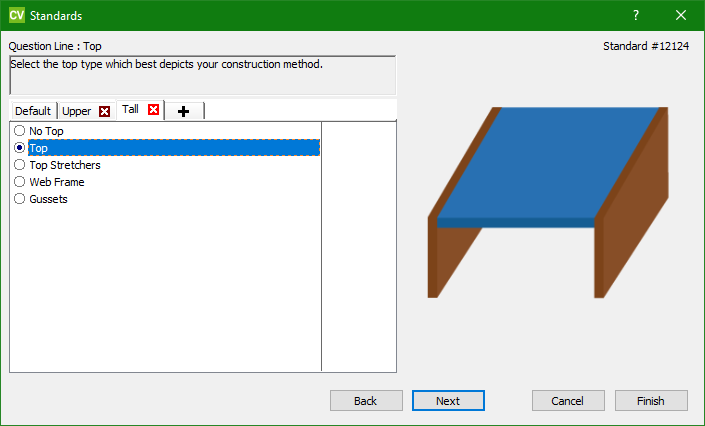 CV Standards ?
Question Line : Top Standard #12124
Select the top type which best depicts your construction method.
Default Upper Tall
No Top
Top
Top Stretchers
Web Frame
Gussets
Back Next Cancel Finish